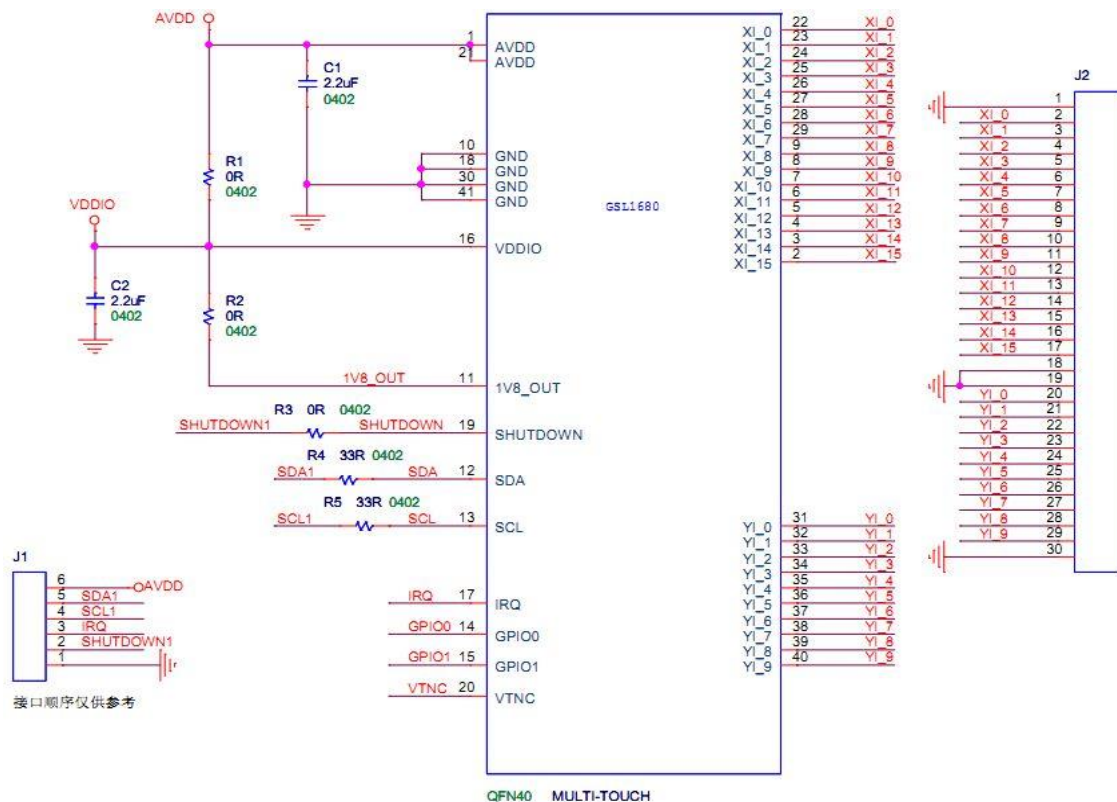 AVDD
1 AVDD
21 AVDD
C1
2.2uF
0402
10 GND
18 GND
30 GND
41 GND
R1
0R
0402
VDDIO
16 VDDIO
C2
2.2uF
0402
R2
0R
0402
1V8_OUT 11 1V8_OUT
R3 0R 0402
SHUTDOWN1 SHUTDOWN 19 SHUTDOWN
R4 33R 0402
SDA1 SDA 12 SDA
R5 33R 0402
SCL1 SCL 13 SCL
IRQ 17 IRQ
GPIO0 14 GPIO0
GPIO1 15 GPIO1
VTNC 20 VTNC
GSL1680
XI_0 22 XI_0
XI_1 23 XI_1
XI_2 24 XI_2
XI_3 25 XI_3
XI_4 26 XI_4
XI_5 27 XI_5
XI_6 28 XI_6
XI_7 29 XI_7
XI_8 9 XI_8
XI_9 8 XI_9
XI_10 7 XI_10
XI_11 6 XI_11
XI_12 5 XI_12
XI_13 4 XI_13
XI_14 3 XI_14
XI_15 2 XI_15
YI_0 31 YI_0
YI_1 32 YI_1
YI_2 33 YI_2
YI_3 34 YI_3
YI_4 35 YI_4
YI_5 36 YI_5
YI_6 37 YI_6
YI_7 38 YI_7
YI_8 39 YI_8
YI_9 40 YI_9
QFN40 MULTI-TOUCH
J1
6 AVDD
5 SDA1
4 SCL1
3 IRQ
2 SHUTDOWN1
1
接口顺序仅供参考
J2
1
XI_0 2
XI_1 3
XI_2 4
XI_3 5
XI_4 6
XI_5 7
XI_6 8
XI_7 9
XI_8 10
XI_9 11
XI_10 12
XI_11 13
XI_12 14
XI_13 15
XI_14 16
XI_15 17
18
19
YI_0 20
YI_1 21
YI_2 22
YI_3 23
YI_4 24
YI_5 25
YI_6 26
YI_7 27
YI_8 28
YI_9 29
30